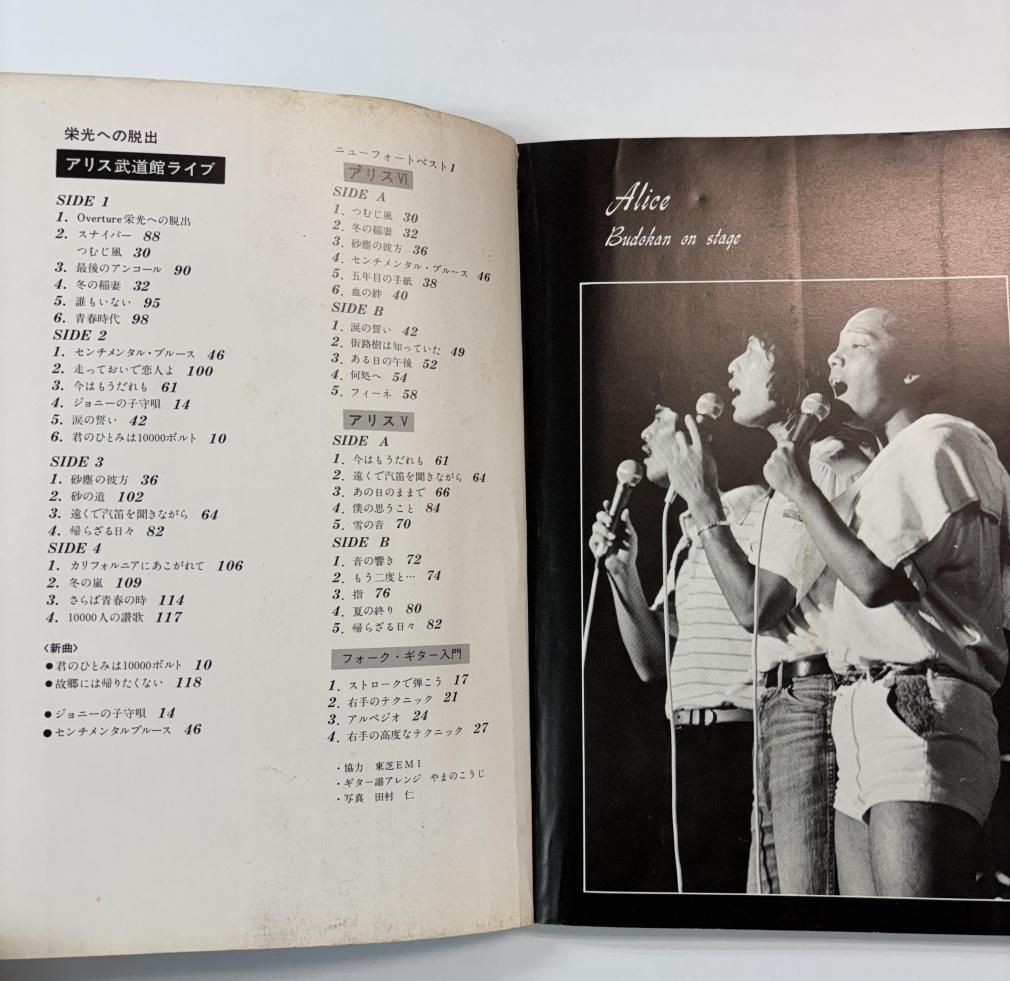 栄光への脱出
アリス武道館ライブ
SIDE 1
1. Overture栄光への脱出
2. スナイパー 88
つむじ風 30
3. 最後のアンコール 90
4. 冬の稲妻 32
5. 誰もいない 95
6. 青春時代 98
SIDE 2
1. センチメンタル・ブルース 46
2. 走っておいで恋人よ 100
3. 今はもうだれも 61
4. ジョニーの子守唄 14
5. 涙の誓い 42
6. 君のひとみは10000ボルト 10
SIDE 3
1. 砂塵の彼方 36
2. 砂の道 102
3. 遠くで汽笛を聞きながら 64
4. 帰らざる日々 82
SIDE 4
1. カリフォルニアにあこがれて 106
2. 冬の嵐 109
3. さらば青春の時 114
4. 10000人の讃歌 117
〈新曲〉
●君のひとみは10000ボルト 10
●故郷には帰りたくない 118
●ジョニーの子守唄 14
●センチメンタルブルース 46
ニューフォートベスト1
アリスⅥ
SIDE A
1. つむじ風 30
2. 冬の稲妻 32
3. 砂塵の彼方 36
4. センチメンタル・ブルース 46
5. 五年目の手紙 38
6. 血の絆 40
SIDE B
1. 涙の誓い 42
2. 街路樹は知っていた 49
3. ある日の午後 52
4. 何処へ 54
5. フィーネ 58
アリスⅤ
SIDE A
1. 今はもうだれも 61
2. 遠くで汽笛を聞きながら 64
3. あの日のままで 66
4. 僕の思うこと 84
5. 雪の音 70
SIDE B
1. 音の響き 72
2. もう二度と… 74
3. 指 76
4. 夏の終り 80
5. 帰らざる日々 82
フォーク・ギター入門
1. ストロークで弾こう 17
2. 右手のテクニック 21
3. アルペジオ 24
4. 右手の高度なテクニック 27
・協力 東芝EMI
・ギター譜アレンジ やまのこうじ
・写真 田村 仁
Alice
Budokan on stage